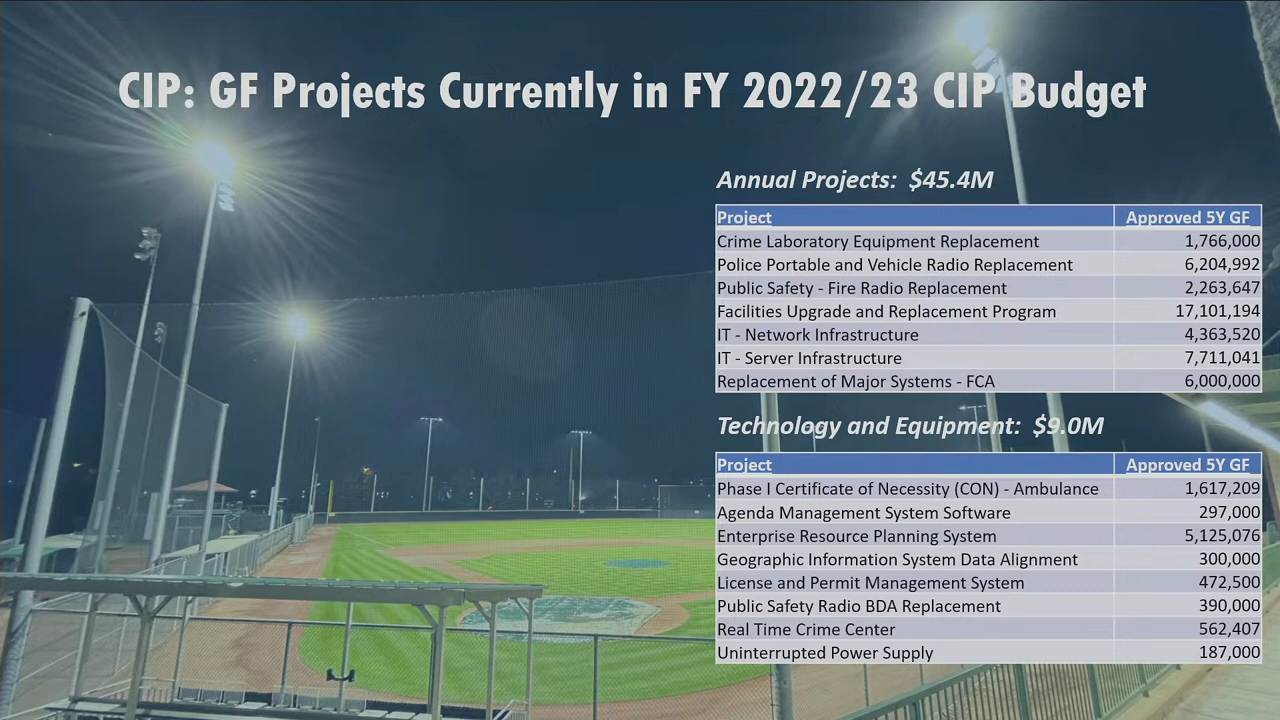 CIP: GF Projects Currently in FY 2022/23 CIP Budget
Annual Projects: $45.4M
Project Approved 5Y GF
Crime Laboratory Equipment Replacement 1,766,000
Police Portable and Vehicle Radio Replacement 6,204,992
Public Safety - Fire Radio Replacement 2,263,647
Facilities Upgrade and Replacement Program 17,101,194
IT - Network Infrastructure 4,363,520
IT - Server Infrastructure 7,711,041
Replacement of Major Systems - FCA 6,000,000
Technology and Equipment: $9.0M
Project Approved 5Y GF
Phase I Certificate of Necessity (CON) - Ambulance 1,617,209
Agenda Management System Software 297,000
Enterprise Resource Planning System 5,125,076
Geographic Information System Data Alignment 300,000
License and Permit Management System 472,500
Public Safety Radio BDA Replacement 390,000
Real Time Crime Center 562,407
Uninterrupted Power Supply 187,000